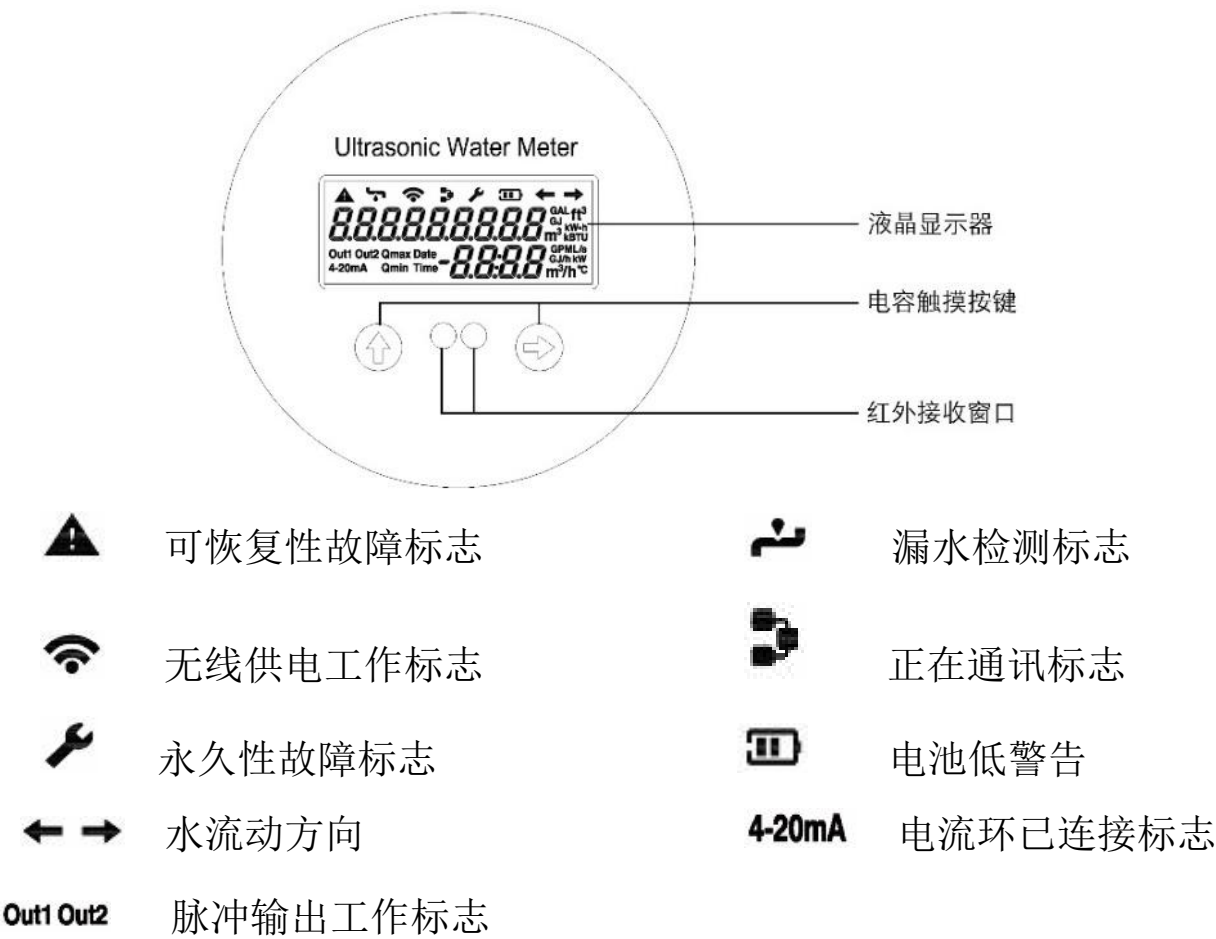 Ultrasonic Water Meter
8.8.8.8.8.8.8.8.8 GAL ft³
GJ kW·h
m³ kBTU
Out1 Out2 Qmax Date -8.8:8.8 GPML/s
GJ/h kW
4-20mA Qmin Time m³/h ℃
液晶显示器
电容触摸按键
红外接收窗口
可恢复性故障标志 漏水检测标志
无线供电工作标志 正在通讯标志
永久性故障标志 电池低警告
水流动方向 4-20mA 电流环已连接标志
Out1 Out2 脉冲输出工作标志